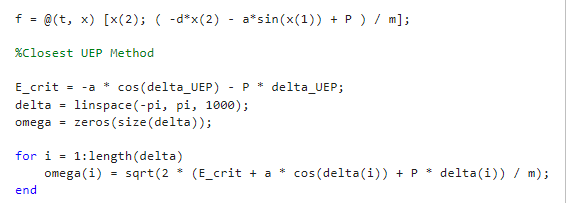 f = @(t, x) [x(2); ( -d*x(2) - a*sin(x(1)) + P ) / m];
%Closest UEP Method
E_crit = -a * cos(delta_UEP) - P * delta_UEP;
delta = linspace(-pi, pi, 1000);
omega = zeros(size(delta));
for i = 1:length(delta)
    omega(i) = sqrt(2 * (E_crit + a * cos(delta(i)) + P * delta(i)) / m);
end